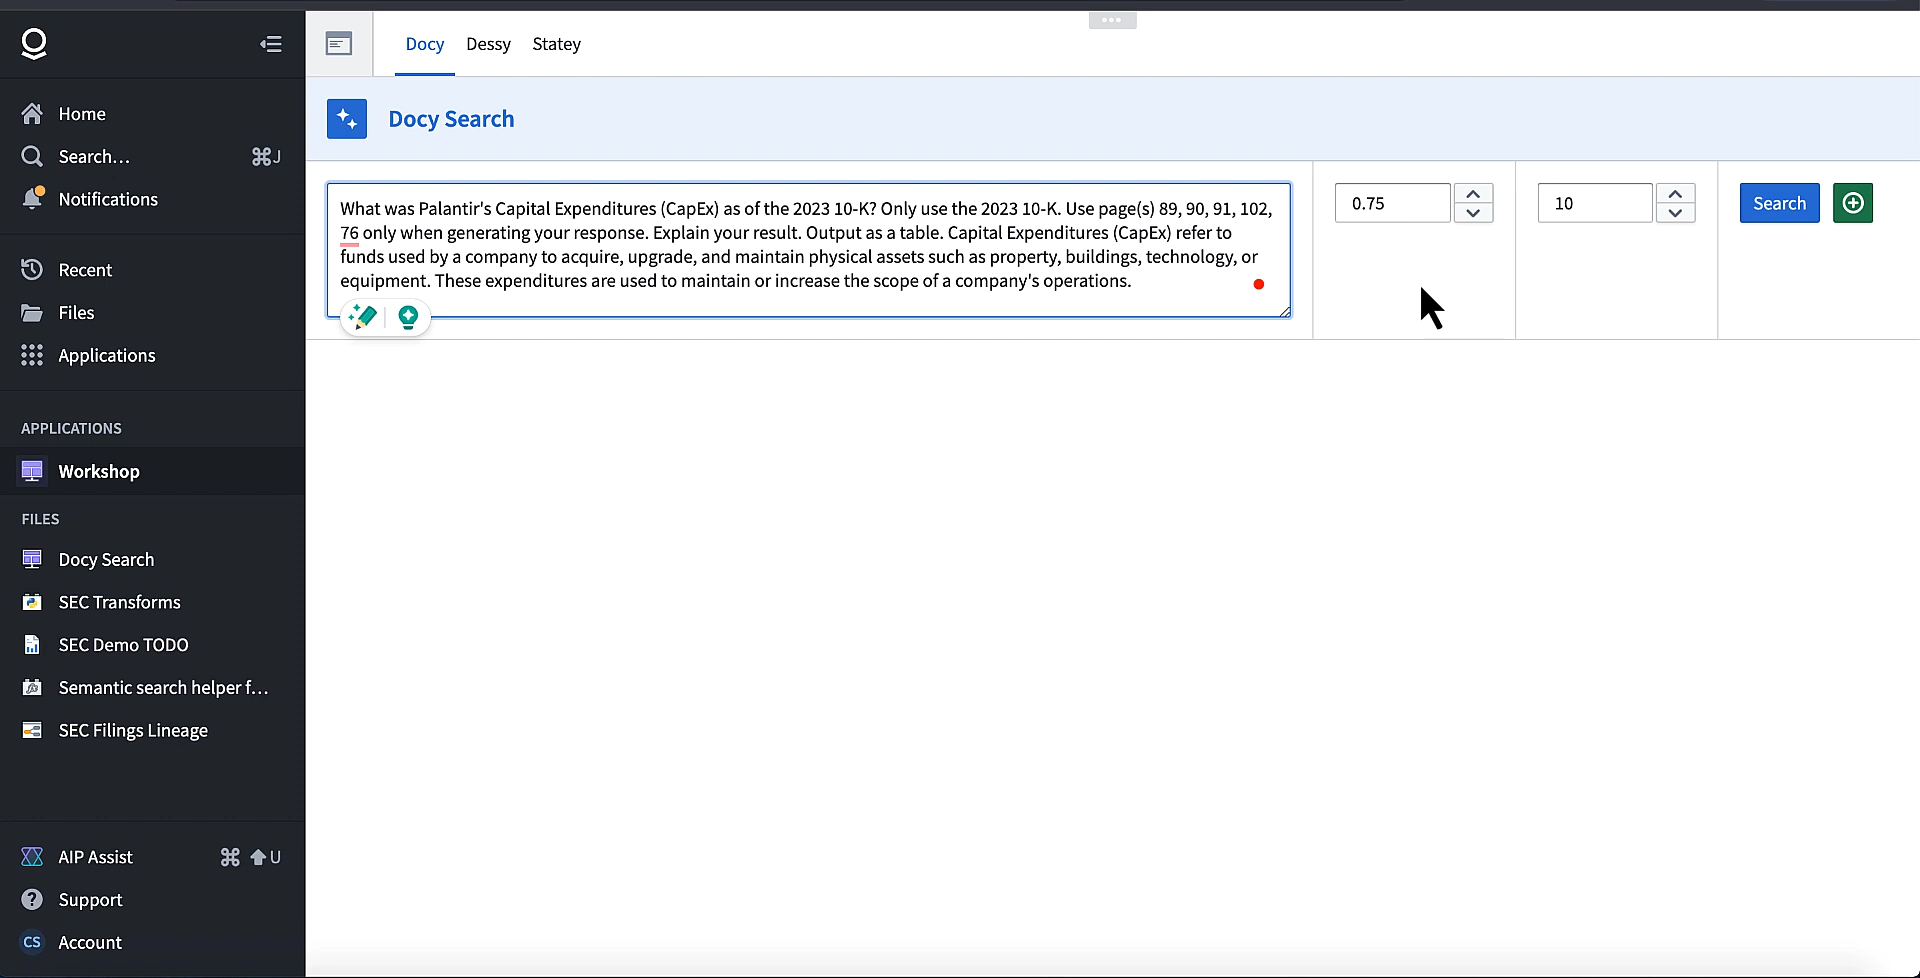 Docy Dessy Statey
Home
Search... ⌘J
Notifications
Recent
Files
Applications
APPLICATIONS
Workshop
FILES
Docy Search
SEC Transforms
SEC Demo TODO
Semantic search helper f...
SEC Filings Lineage
AIP Assist ⌘ ⬆ U
? Support
CS Account
Docy Search
What was Palantir's Capital Expenditures (CapEx) as of the 2023 10-K? Only use the 2023 10-K. Use page(s) 89, 90, 91, 102,
76 only when generating your response. Explain your result. Output as a table. Capital Expenditures (CapEx) refer to
funds used by a company to acquire, upgrade, and maintain physical assets such as property, buildings, technology, or
equipment. These expenditures are used to maintain or increase the scope of a company's operations.
0.75
10
Search